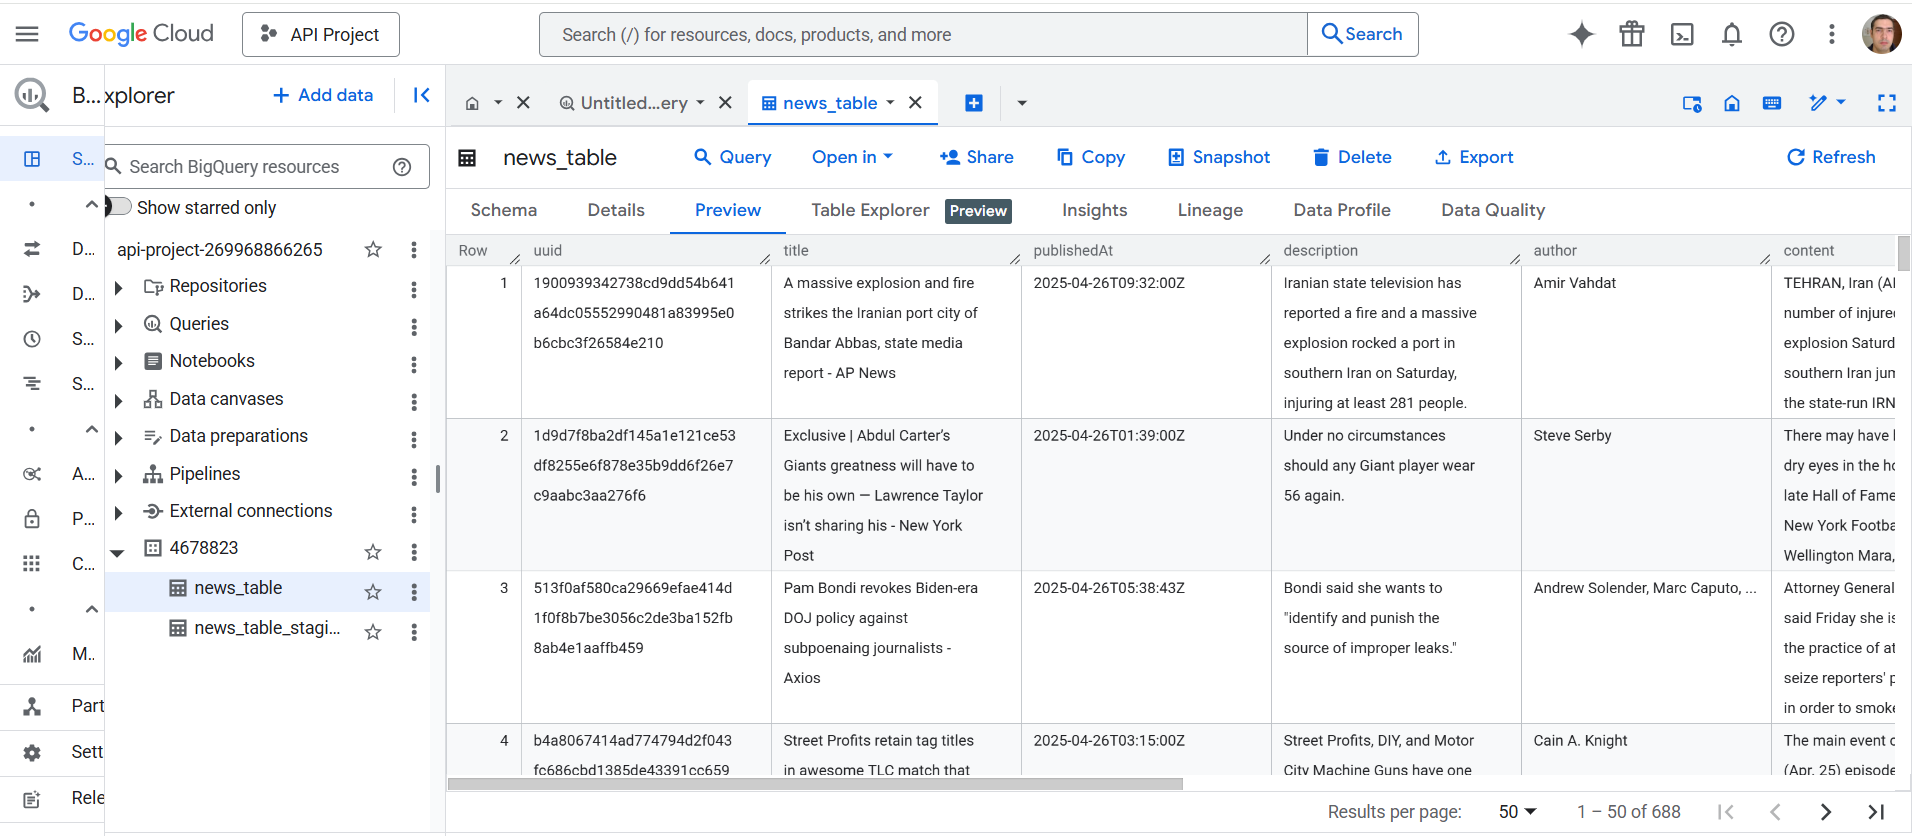 Google Cloud
API Project
Search (/) for resources, docs, products, and more
Search
B...
xplorer
+ Add data
Untitled...ery
news_table
S...
Search BigQuery resources
Show starred only
D...
D...
S...
S...
A...
P...
C...
M...
Part
Sett
Rele
api-project-269968866265
Repositories
Queries
Notebooks
Data canvases
Data preparations
Pipelines
External connections
4678823
news_table
news_table_stagi...
news_table
Query
Open in
Share
Copy
Snapshot
Delete
Export
Refresh
Schema
Details
Preview
Table Explorer
Preview
Insights
Lineage
Data Profile
Data Quality
Row
uuid
title
publishedAt
description
author
content
1
1900939342738cd9dd54b641
a64dc05552990481a83995e0
b6cbc3f26584e210
A massive explosion and fire
strikes the Iranian port city of
Bandar Abbas, state media
report - AP News
2025-04-26T09:32:00Z
Iranian state television has
reported a fire and a massive
explosion rocked a port in
southern Iran on Saturday,
injuring at least 281 people.
Amir Vahdat
TEHRAN, Iran (A
number of injure
explosion Saturd
southern Iran jum
the state-run IRN
2
1d9d7f8ba2df145a1e121ce53
df8255e6f878e35b9dd6f26e7
c9aabc3aa276f6
Exclusive | Abdul Carter’s
Giants greatness will have to
be his own — Lawrence Taylor
isn’t sharing his - New York
Post
2025-04-26T01:39:00Z
Under no circumstances
should any Giant player wear
56 again.
Steve Serby
There may have
dry eyes in the ho
late Hall of Fame
New York Footba
Wellington Mara,
3
513f0af580ca29669efae414d
1f0f8b7be3056c2de3ba152fb
8ab4e1aaffb459
Pam Bondi revokes Biden-era
DOJ policy against
subpoenaing journalists -
Axios
2025-04-26T05:38:43Z
Bondi said she wants to
"identify and punish the
source of improper leaks."
Andrew Solender, Marc Caputo, ...
Attorney General
said Friday she is
the practice of at
seize reporters' p
in order to smoke
4
b4a8067414ad774794d2f043
fc686cbd1385de43391cc659
Street Profits retain tag titles
in awesome TLC match that
2025-04-26T03:15:00Z
Street Profits, DIY, and Motor
City Machine Guns have one
Cain A. Knight
The main event o
(Apr. 25) episode
Results per page:
50
1 – 50 of 688